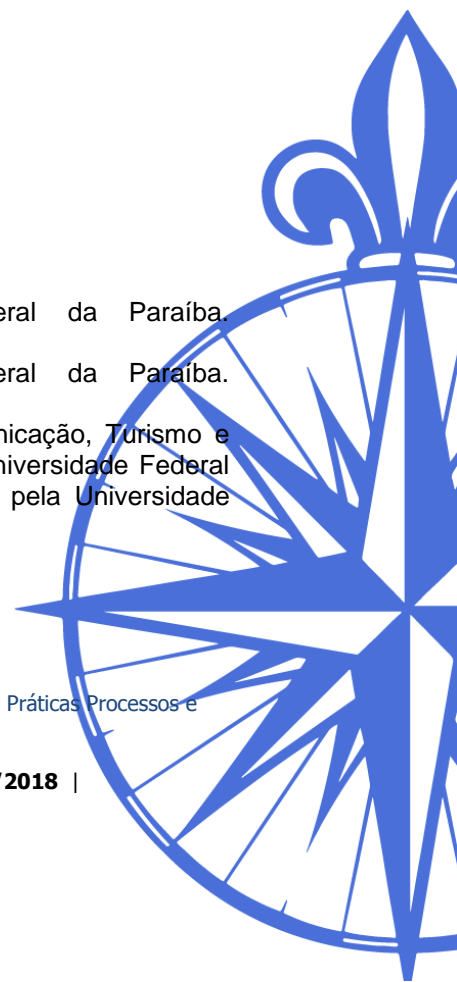 eral da Paraíba.
eral da Paraíba.
nicação, Turismo e
niversidade Federal
pela Universidade
Práticas Processos e
/2018 |